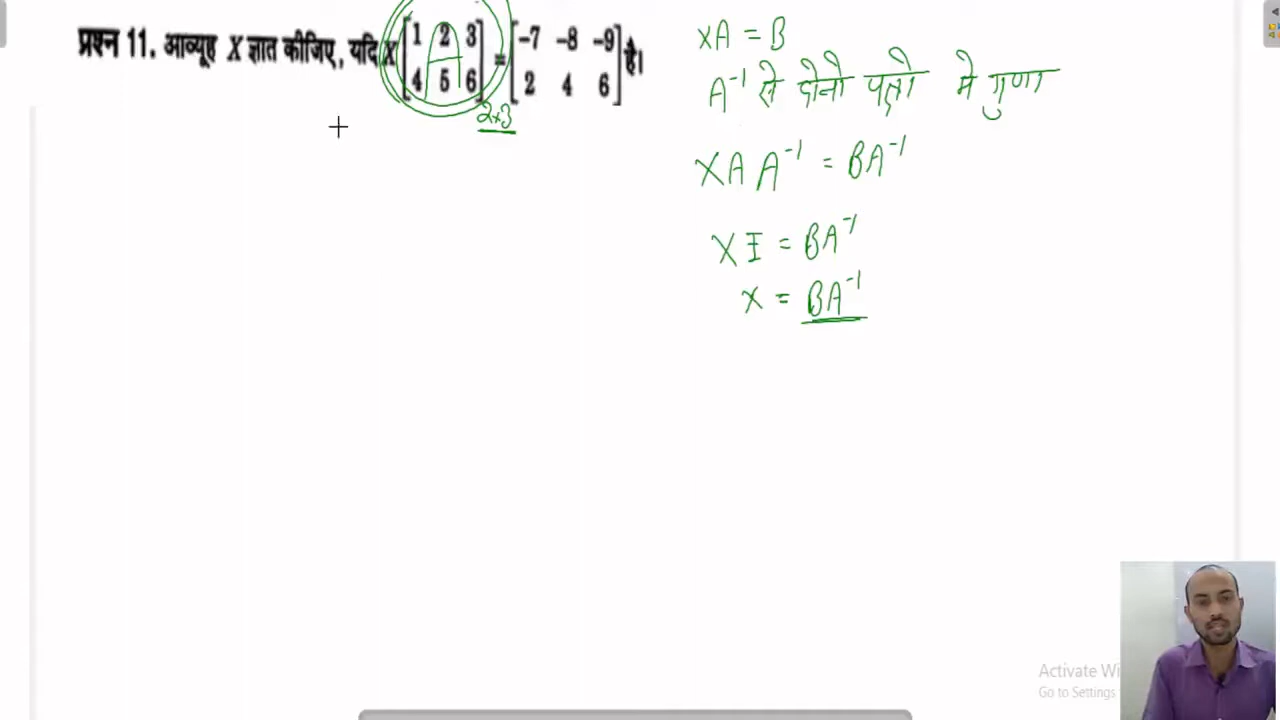 प्रश्न 11. आव्यूह X ज्ञात कीजिए, यदि X [1 2 3 4 5 6] = [-7 -8 -9 2 4 6] है।
A
2×3
XA = B
A⁻¹ से दोनो पक्षो मे गुणा
XA A⁻¹ = BA⁻¹
XI = BA⁻¹
X = BA⁻¹
Activate Wi
Go to Settings